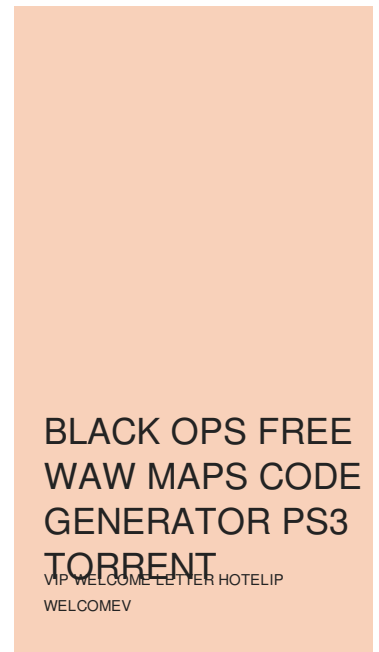 BLACK OPS FREE
WAW MAPS CODE
GENERATOR PS3
TORRENT
VIP WELCOME LETTER HOTELIP
WELCOMEV